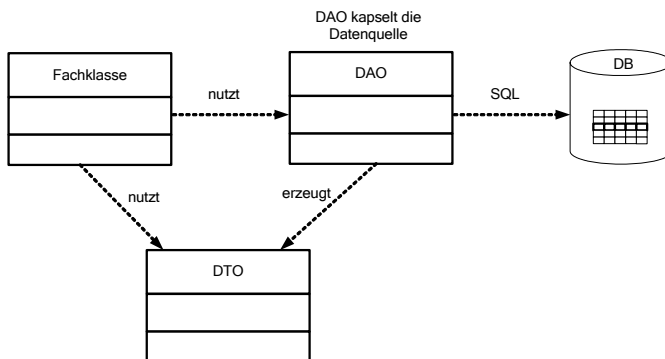 DAO kapselt die
Datenquelle
Fachklasse
nutzt
DAO
SQL
DB
nutzt
erzeugt
DTO